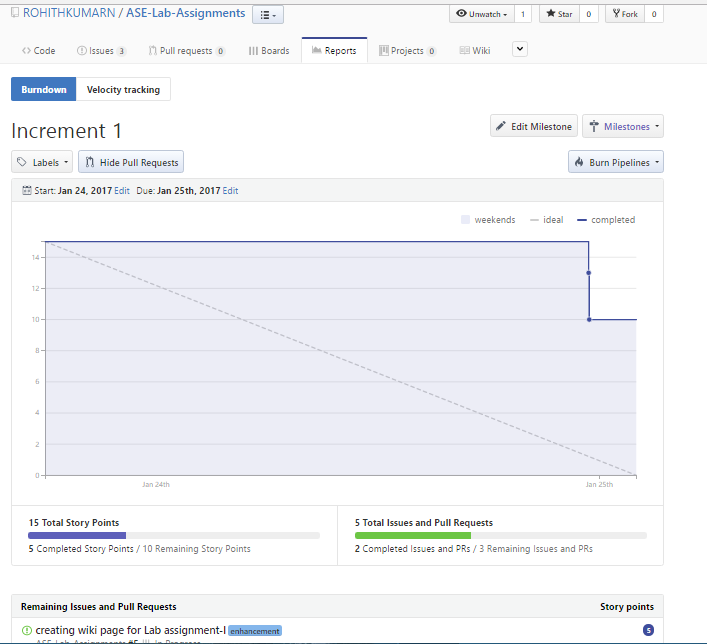 ROHITHKUMARN / ASE-Lab-Assignments
Unwatch 1 Star 0 Fork 0
Code Issues 3 Pull requests 0 Boards Reports Projects 0 Wiki
Burndown Velocity tracking
Increment 1
Edit Milestone Milestones
Labels Hide Pull Requests Burn Pipelines
Start: Jan 24, 2017 Edit Due: Jan 25th, 2017 Edit
weekends ideal completed
14
12
10
8
6
4
2
0
Jan 24th Jan 25th
15 Total Story Points
5 Completed Story Points / 10 Remaining Story Points
5 Total Issues and Pull Requests
2 Completed Issues and PRs / 3 Remaining Issues and PRs
Remaining Issues and Pull Requests Story points
creating wiki page for Lab assignment-I enhancement 5
ASE-Lab-Assignments #5 In Progress